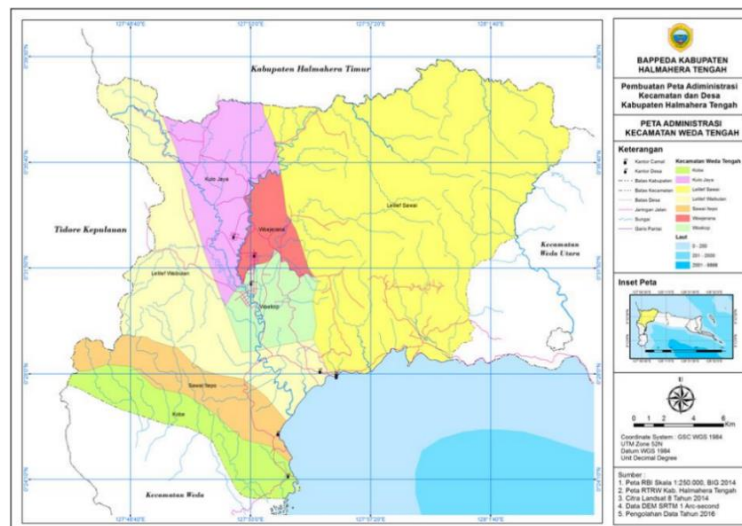 Kabupaten Halmahera Timur
Tidore Kepulauan
Kecamatan
Weda Utara
Kecamatan Weda
Kulo Jaya
Lelilef Sawai
Woejerana
Lelilef Waibulan
Woekop
Sawai Itepo
Kobe
BAPPEDA KABUPATEN
HALMAHERA TENGAH
Pembuatan Peta Adiministrasi
Kecamatan dan Desa
Kabupaten Halmahera Tengah
PETA ADMINISTRASI
KECAMATAN WEDA TENGAH
Keterangan
Kantor Camat
Kantor Desa
Batas Kabupaten
Batas Kecamatan
Batas Desa
Jaringan Jalan
Sungai
Garis Pantai
Kecamatan Weda Tengah
Kobe
Kulo Jaya
Lelilef Sawai
Lelilef Waibulan
Sawai Itepo
Woejerana
Woekop
Laut
0 - 200
201 - 2000
Inset Peta
0 1 2 4 6
Km
Coordinate System : GSC WGS 1984
UTM Zone 52N
Datum WGS 1984
Unit Decimal Degree
Sumber :
1. Peta RBI Skala 1:250.000, BIG 2014
2. Peta RTRW Kab. Halmahera Tengah
3. Citra Landsat 8 Tahun 2014
4. Data DEM SRTM 1 Arc-second
5. Pengolahan Data Tahun 2016